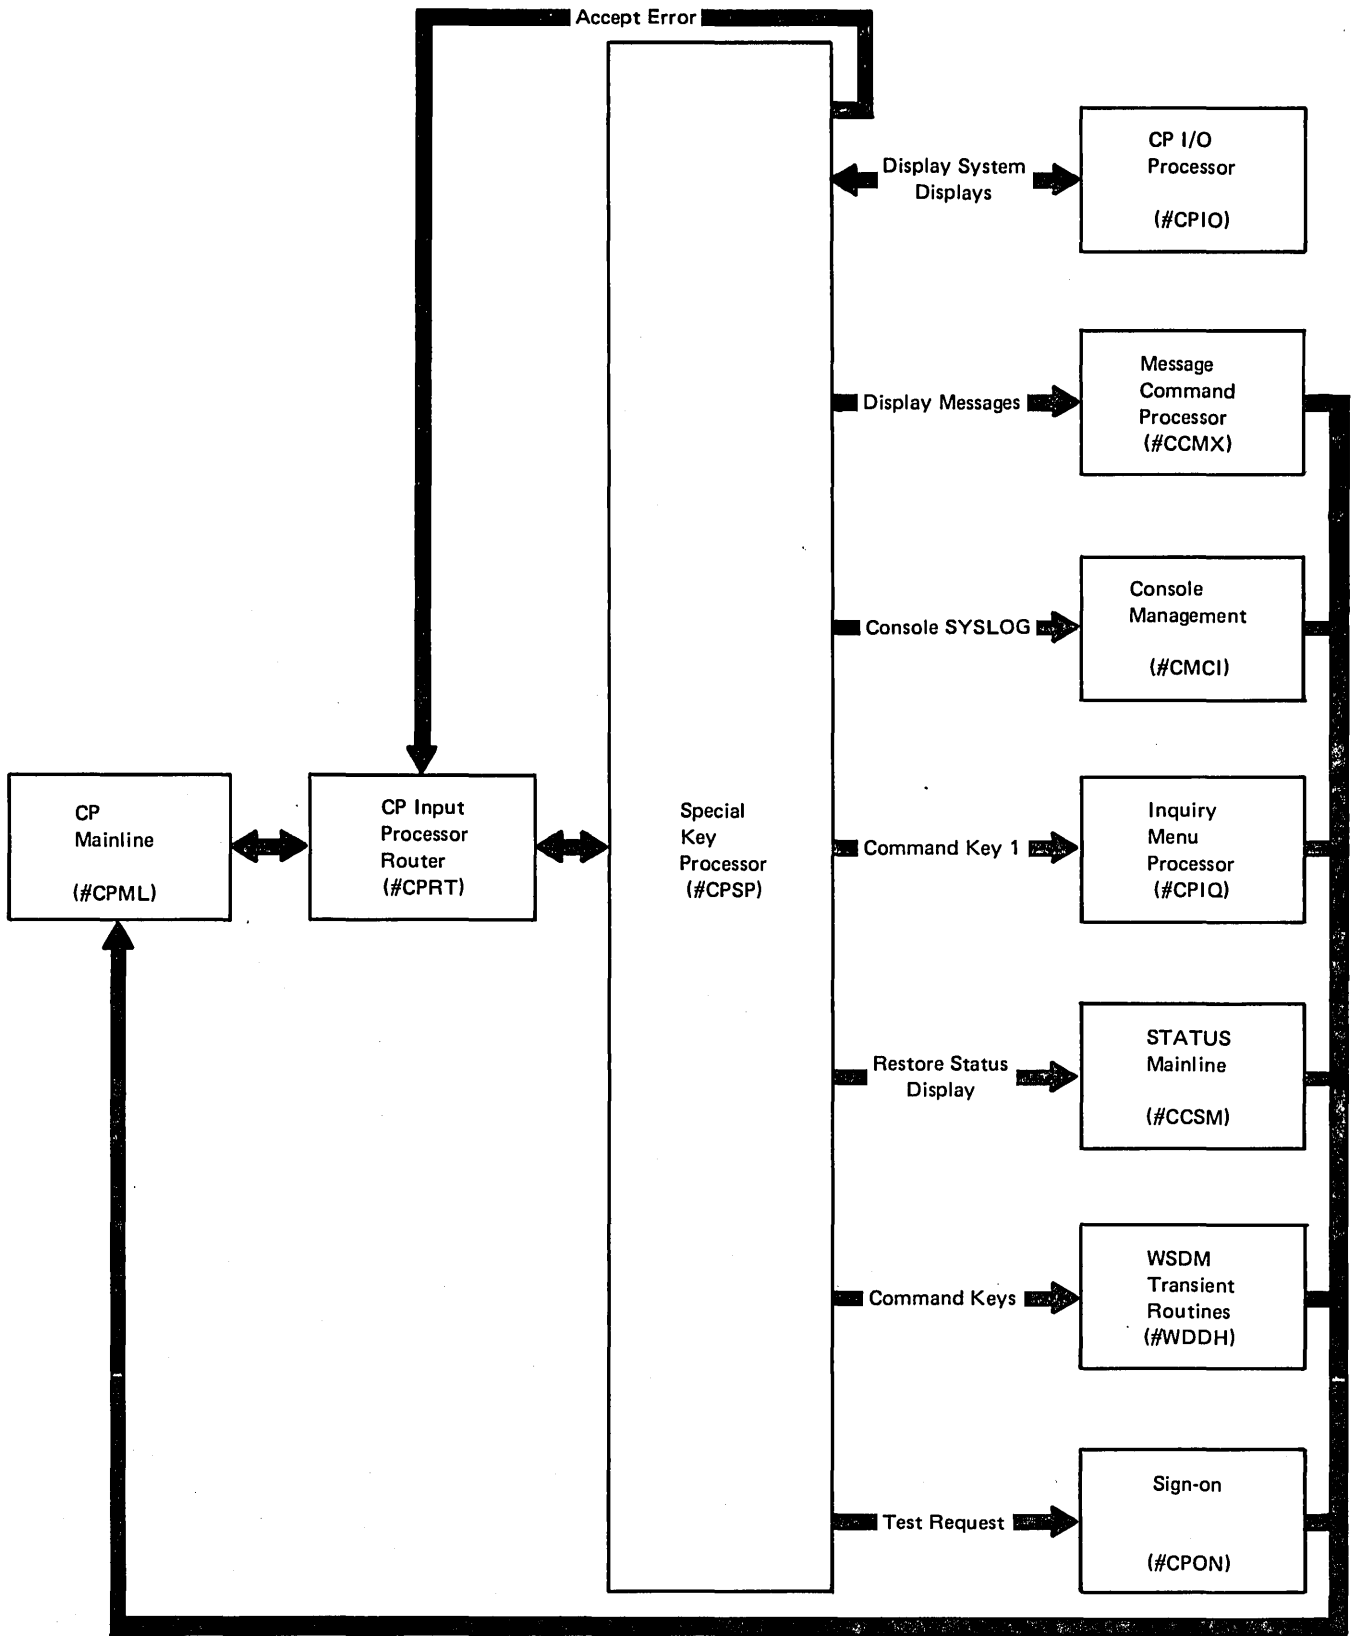 Accept Error
CP I/O
Processor
(#CPIO)
Display System
Displays
Message
Command
Processor
(#CCMX)
Display Messages
Console
Management
(#CMCI)
Console SYSLOG
CP
Mainline
(#CPML)
CP Input
Processor
Router
(#CPRT)
Special
Key
Processor
(#CPSP)
Command Key 1
Inquiry
Menu
Processor
(#CPIQ)
Restore Status
Display
STATUS
Mainline
(#CCSM)
Command Keys
WSDM
Transient
Routines
(#WDDH)
Test Request
Sign-on
(#CPON)